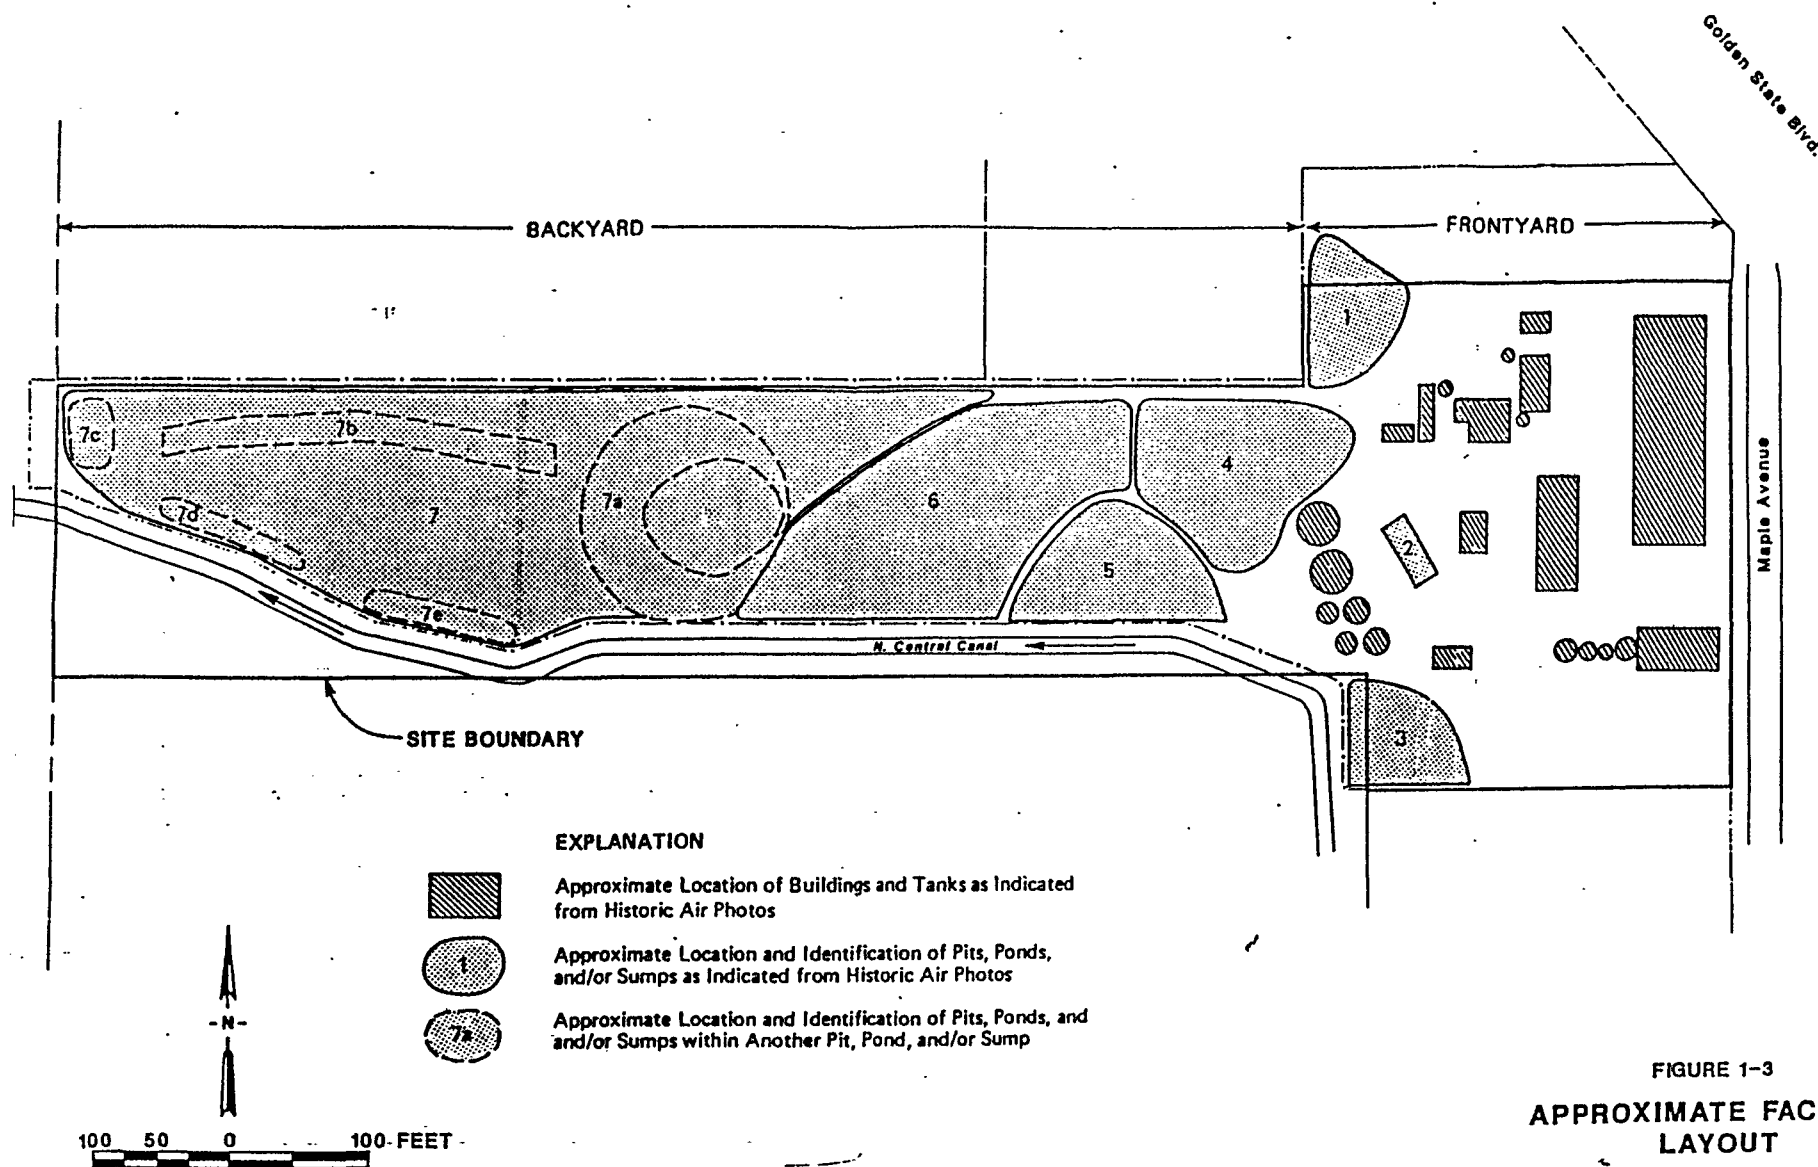 Golden State Blvd.
BACKYARD
FRONTYARD
1
7c
7b
7a
4
6
7
7d
2
5
7e
N. Central Canal
Maple Avenue
3
SITE BOUNDARY
EXPLANATION
Approximate Location of Buildings and Tanks as Indicated
from Historic Air Photos
1
Approximate Location and Identification of Pits, Ponds,
and/or Sumps as Indicated from Historic Air Photos
7a
Approximate Location and Identification of Pits, Ponds, and
and/or Sumps within Another Pit, Pond, and/or Sump
-N-
100 50 0 100 FEET
FIGURE 1-3
APPROXIMATE FAC
LAYOUT